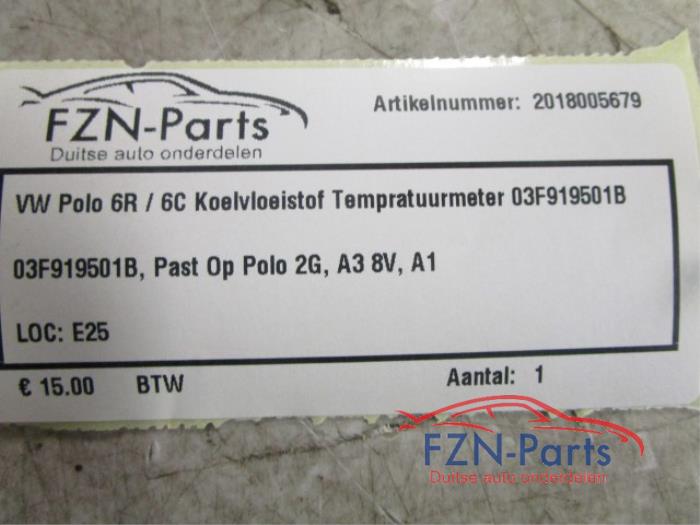 FZN-Parts
Duitse auto onderdelen
Artikelnummer: 2018005679
VW Polo 6R / 6C Koelvloeistof Tempratuurmeter 03F919501B
03F919501B, Past Op Polo 2G, A3 8V, A1
LOC: E25
€ 15.00 BTW Aantal: 1
FZN-Parts
Duitse auto onderdelen